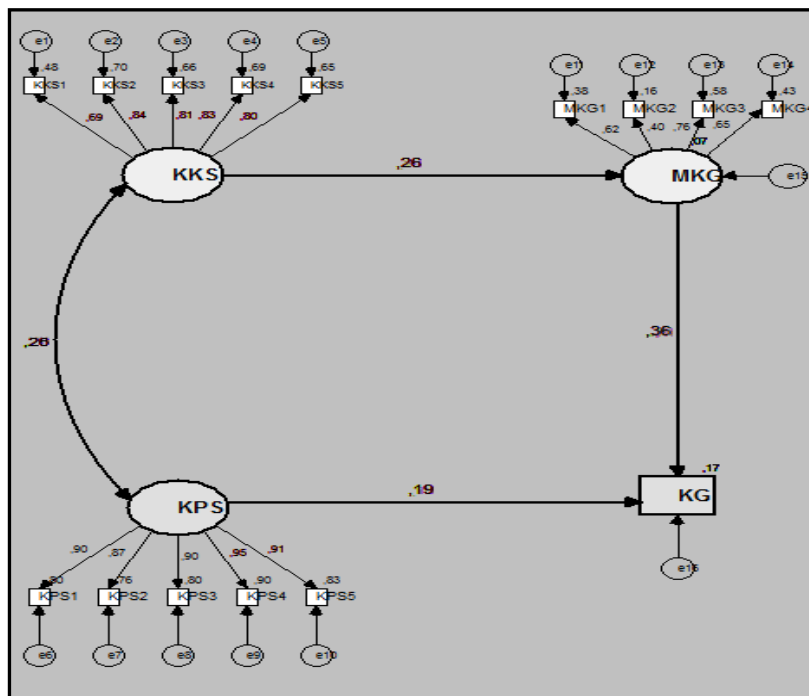 e1 e2 e3 e4 e5
e11 e12 e13 e14
,48 ,70 ,66 ,69 ,65
,38 ,16 ,58 ,43
KKS1 KKS2 KKS3 KKS4 KKS5
MKG1 MKG2 MKG3 MKG4
,69 ,84 ,81 ,83 ,80
,62 ,40 ,76 ,65
,07
KKS ,26 MKG e15
,36
KPS ,19 KG ,17
,90 ,87 ,90 ,95 ,91
e16
,76 ,80 ,90 ,83
KPS1 KPS2 KPS3 KPS4 KPS5
e6 e7 e8 e9 e10